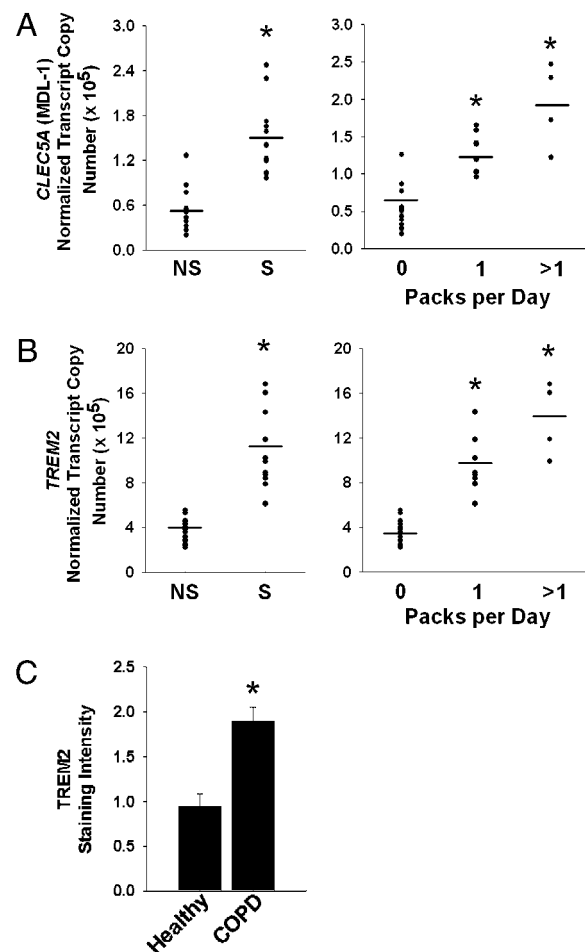 A
CLEC5A (MDL-1)
Normalized Transcript Copy
Number (x 10⁵)
3.0
2.4
1.8
1.2
0.6
0.0
*
NS
S
3.0
2.5
2.0
1.5
1.0
0.5
0.0
*
*
0
1
>1
Packs per Day
B
TREM2
Normalized Transcript Copy
Number (x 10⁵)
20
16
12
8
4
0
*
NS
S
20
16
12
8
4
0
*
*
0
1
>1
Packs per Day
C
TREM2
Staining Intensity
2.5
2.0
1.5
1.0
0.5
0.0
*
Healthy
COPD